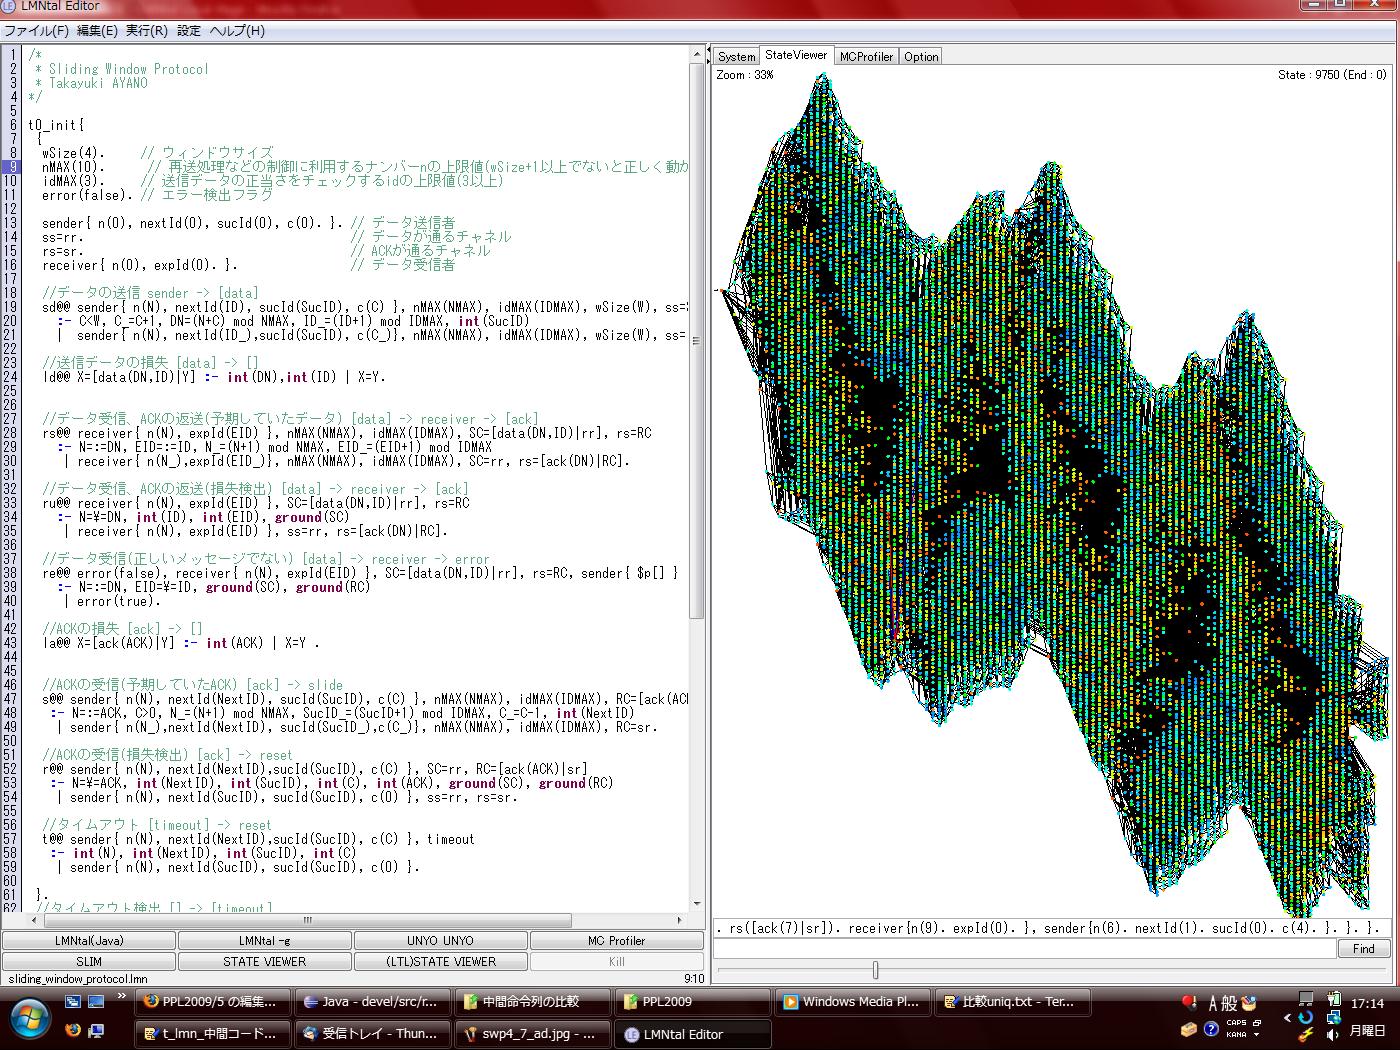 LMNtal Editor
ファイル(F) 編集(E) 実行(R) 設定 ヘルプ(H)
1 /*
2 * Sliding Window Protocol
3 * Takayuki AYANO
4 */
5
6 t0_init{
7 {
8 wSize(4). // ウィンドウサイズ
9 nMAX(10). // 再送処理などの制御に利用するナンバーnの上限値(wSize+1以上でないと正しく動か
10 idMAX(3). // 送信データの正当さをチェックするidの上限値(3以上)
11 error(false). // エラー検出フラグ
12
13 sender{ n(0), nextId(0), sucId(0), c(0). }. // データ送信者
14 ss=rr. // データが通るチャネル
15 rs=sr. // ACKが通るチャネル
16 receiver{ n(0), expId(0). }. // データ受信者
17
18 //データの送信 sender -> [data]
19 sd@@ sender{ n(N), nextId(ID), sucId(SucID), c(C) }, nMAX(NMAX), idMAX(IDMAX), wSize(W), ss=
20 :- C<W, C_=C+1, DN=(N+C) mod NMAX, ID_=(ID+1) mod IDMAX, int(SucID)
21 | sender{ n(N), nextId(ID_),sucId(SucID), c(C_)}, nMAX(NMAX), idMAX(IDMAX), wSize(W), ss=
22
23 //送信データの損失 [data] -> []
24 ld@@ X=[data(DN,ID)|Y] :- int(DN),int(ID) | X=Y.
25
26
27 //データ受信、ACKの返送(予期していたデータ) [data] -> receiver -> [ack]
28 rs@@ receiver{ n(N), expId(EID) }, nMAX(NMAX), idMAX(IDMAX), SC=[data(DN,ID)|rr], rs=RC
29 :- N=:=DN, EID=:=ID, N_=(N+1) mod NMAX, EID_=(EID+1) mod IDMAX
30 | receiver{ n(N_),expId(EID_)}, nMAX(NMAX), idMAX(IDMAX), SC=rr, rs=[ack(DN)|RC].
31
32 //データ受信、ACKの返送(損失検出) [data] -> receiver -> [ack]
33 ru@@ receiver{ n(N), expId(EID) }, SC=[data(DN,ID)|rr], rs=RC
34 :- N=¥=DN, int(ID), int(EID), ground(SC)
35 | receiver{ n(N), expId(EID) }, ss=rr, rs=[ack(DN)|RC].
36
37 //データ受信(正しいメッセージでない) [data] -> receiver -> error
38 re@@ error(false), receiver{ n(N), expId(EID) }, SC=[data(DN,ID)|rr], rs=RC, sender{ $p[] }
39 :- N=:=DN, EID=¥=ID, ground(SC), ground(RC)
40 | error(true).
41
42 //ACKの損失 [ack] -> []
43 la@@ X=[ack(ACK)|Y] :- int(ACK) | X=Y .
44
45
46 //ACKの受信(予期していたACK) [ack] -> slide
47 s@@ sender{ n(N), nextId(NextID), sucId(SucID), c(C) }, nMAX(NMAX), idMAX(IDMAX), RC=[ack(ACK
48 :- N=:=ACK, C>0, N_=(N+1) mod NMAX, SucID_=(SucID+1) mod IDMAX, C_=C-1, int(NextID)
49 | sender{ n(N_),nextId(NextID), sucId(SucID_),c(C_)}, nMAX(NMAX), idMAX(IDMAX), RC=sr.
50
51 //ACKの受信(損失検出) [ack] -> reset
52 r@@ sender{ n(N), nextId(NextID),sucId(SucID), c(C) }, SC=rr, RC=[ack(ACK)|sr]
53 :- N=¥=ACK, int(NextID), int(SucID), int(C), int(ACK), ground(SC), ground(RC)
54 | sender{ n(N), nextId(SucID), sucId(SucID), c(0) }, ss=rr, rs=sr.
55
56 //タイムアウト [timeout] -> reset
57 t@@ sender{ n(N), nextId(NextID),sucId(SucID), c(C) }, timeout
58 :- int(N), int(NextID), int(SucID), int(C)
59 | sender{ n(N), nextId(SucID), sucId(SucID), c(0) }.
60
61 }.
62 //タイムアウト検出 [] -> [timeout]
LMNtal(Java) LMNtal -g UNYO UNYO MC Profiler
SLIM STATE VIEWER (LTL)STATE VIEWER Kill
sliding_window_protocol.lmn 9:10
System StateViewer MCProfiler Option
Zoom : 33% State : 9750 (End : 0)
. rs([ack(7)|sr]). receiver{n(9). expId(0). }, sender{n(6). nextId(1). sucId(0). c(4). }. }. }.
Find
PPL2009/5 の編集... Java - devel/src/r... 中間命令列の比較 PPL2009 Windows Media Pl... 比較uniq.txt - Ter...
t_lmn_中間コード... 受信トレイ - Thun... swp4_7_ad.jpg - ... LMNtal Editor
A 般 CAPS KANA
17:14
月曜日